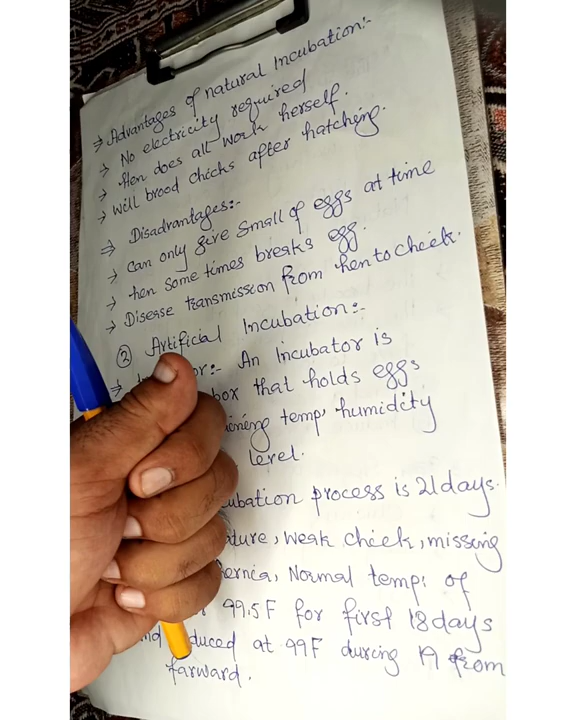 ⇒ Advantages of natural Incubation:-
→ No electricity required
→ Hen does all work herself.
→ will brood chicks after hatching.
⇒ Disadvantages:-
→ Can only give small of eggs at time
→ hen some times breaks egg.
→ Disease transmission from hen to cheek.
② Artificial Incubation:-
An Incubator is
box that holds eggs
temp, humidity
level.
process is 21 days.
, weak cheek, missing
, Normal temp: of
99.5 F for first 18 days
at 99 F during 19 from
farward.